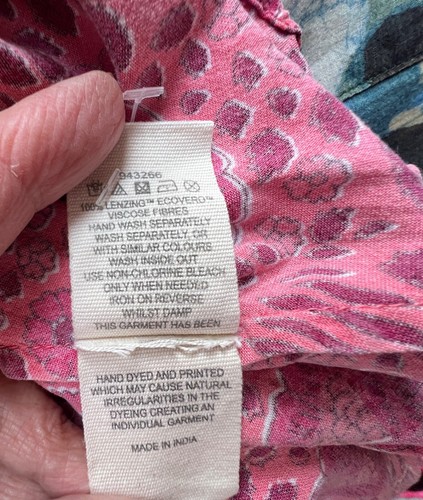 943266
100% LENZING™ ECOVERO™
VISCOSE FIBRES
HAND WASH SEPARATELY
WASH SEPARATELY, OR
WITH SIMILAR COLOURS
WASH INSIDE OUT
USE NON-CHLORINE BLEACH
ONLY WHEN NEEDED
IRON ON REVERSE
WHILST DAMP
THIS GARMENT HAS BEEN
HAND DYED AND PRINTED
WHICH MAY CAUSE NATURAL
IRREGULARITIES IN THE
DYEING CREATING AN
INDIVIDUAL GARMENT
MADE IN INDIA